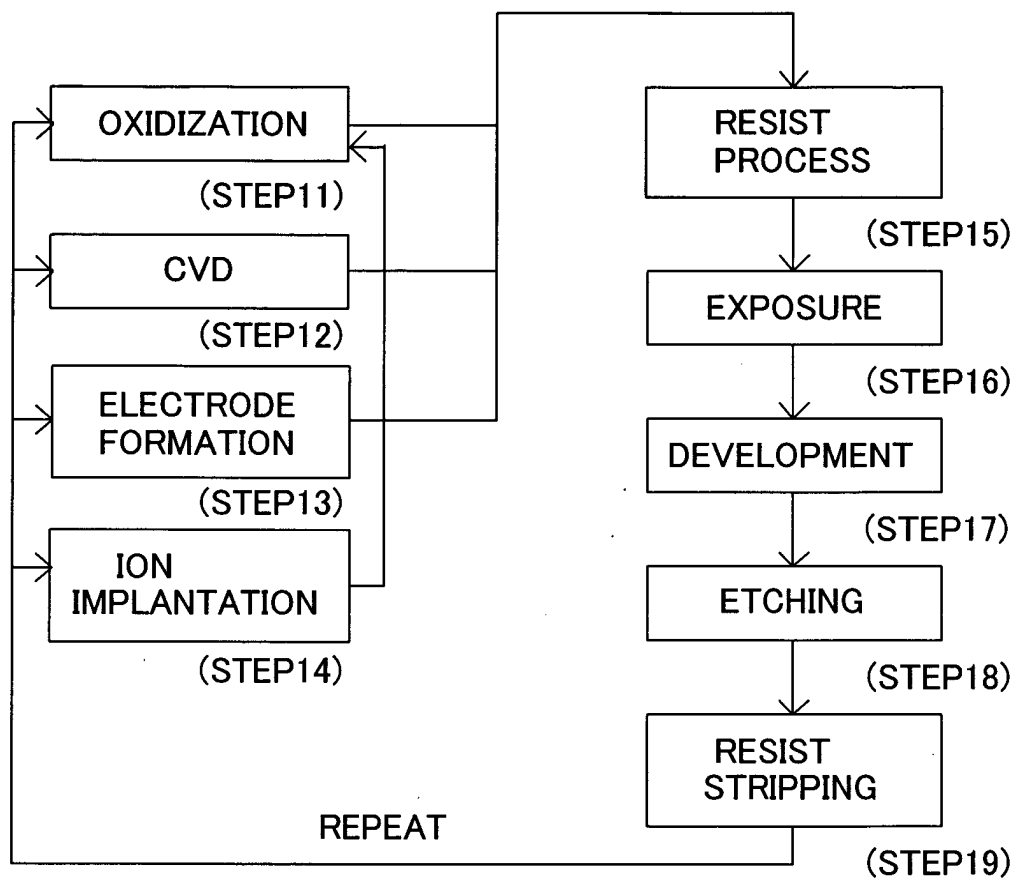 OXIDIZATION
(STEP11)
CVD
(STEP12)
ELECTRODE
FORMATION
(STEP13)
ION
IMPLANTATION
(STEP14)
RESIST
PROCESS
(STEP15)
EXPOSURE
(STEP16)
DEVELOPMENT
(STEP17)
ETCHING
(STEP18)
RESIST
STRIPPING
(STEP19)
REPEAT